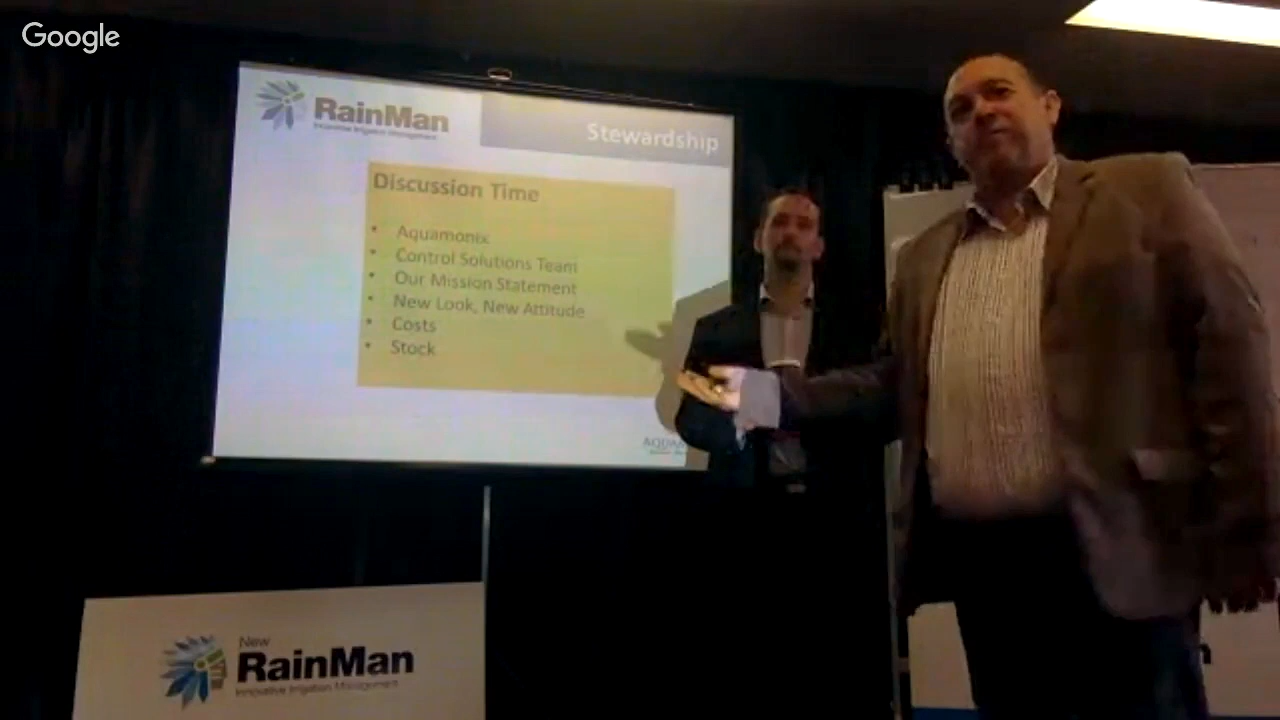 Google
RainMan
Innovative Irrigation Management
Stewardship
Discussion Time
• Aquamonix
• Control Solutions Team
• Our Mission Statement
• New Look, New Attitude
• Costs
• Stock
New
RainMan
Innovative Irrigation Management